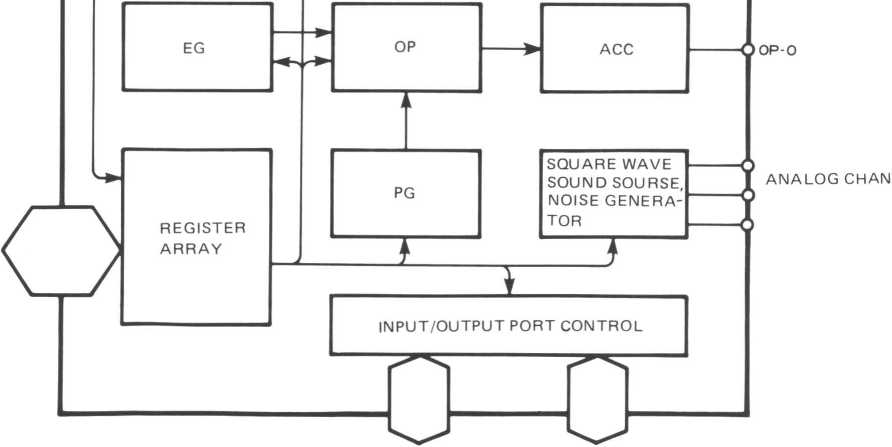 EG
OP
ACC
OP-O
REGISTER
ARRAY
PG
SQUARE WAVE
SOUND SOURSE,
NOISE GENERA-
TOR
ANALOG CHAN
INPUT/OUTPUT PORT CONTROL